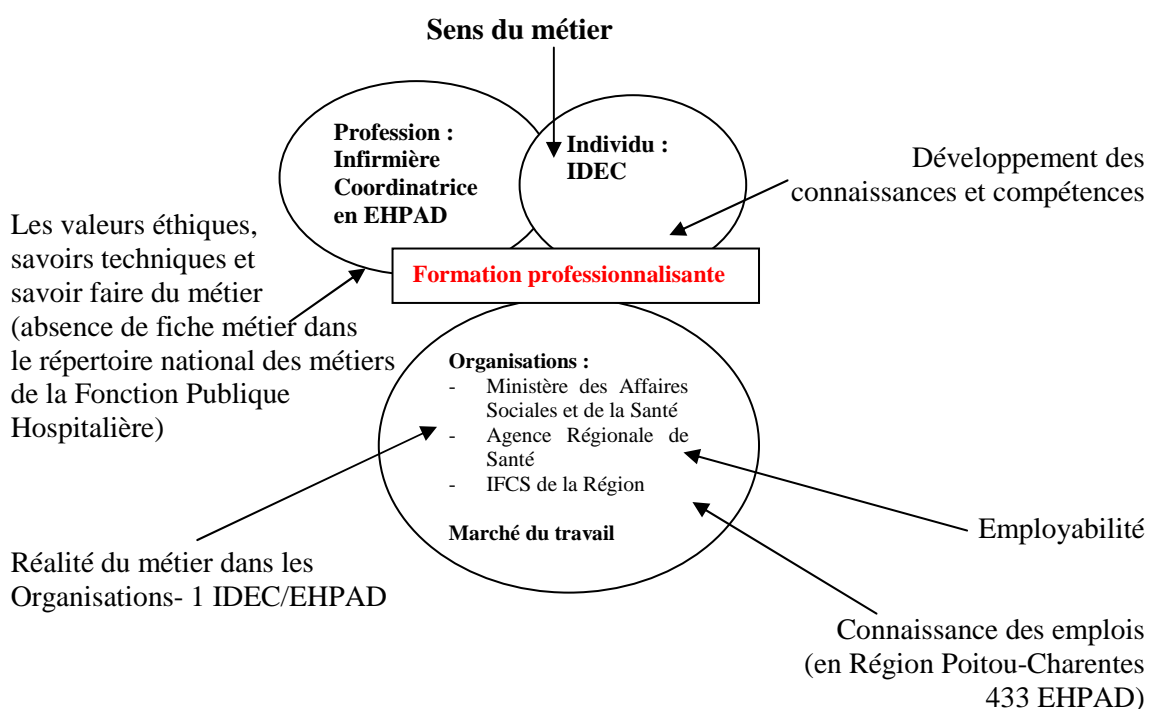 Sens du métier
Profession :
Infirmière
Coordinatrice
en EHPAD
Individu :
IDEC
Développement des
connaissances et compétences
Les valeurs éthiques,
savoirs techniques et
savoir faire du métier
(absence de fiche métier dans
le répertoire national des métiers
de la Fonction Publique
Hospitalière)
Formation professionnalisante
Organisations :
- Ministère des Affaires
Sociales et de la Santé
- Agence Régionale de
Santé
- IFCS de la Région
Marché du travail
Employabilité
Réalité du métier dans les
Organisations- 1 IDEC/EHPAD
Connaissance des emplois
(en Région Poitou-Charentes
433 EHPAD)